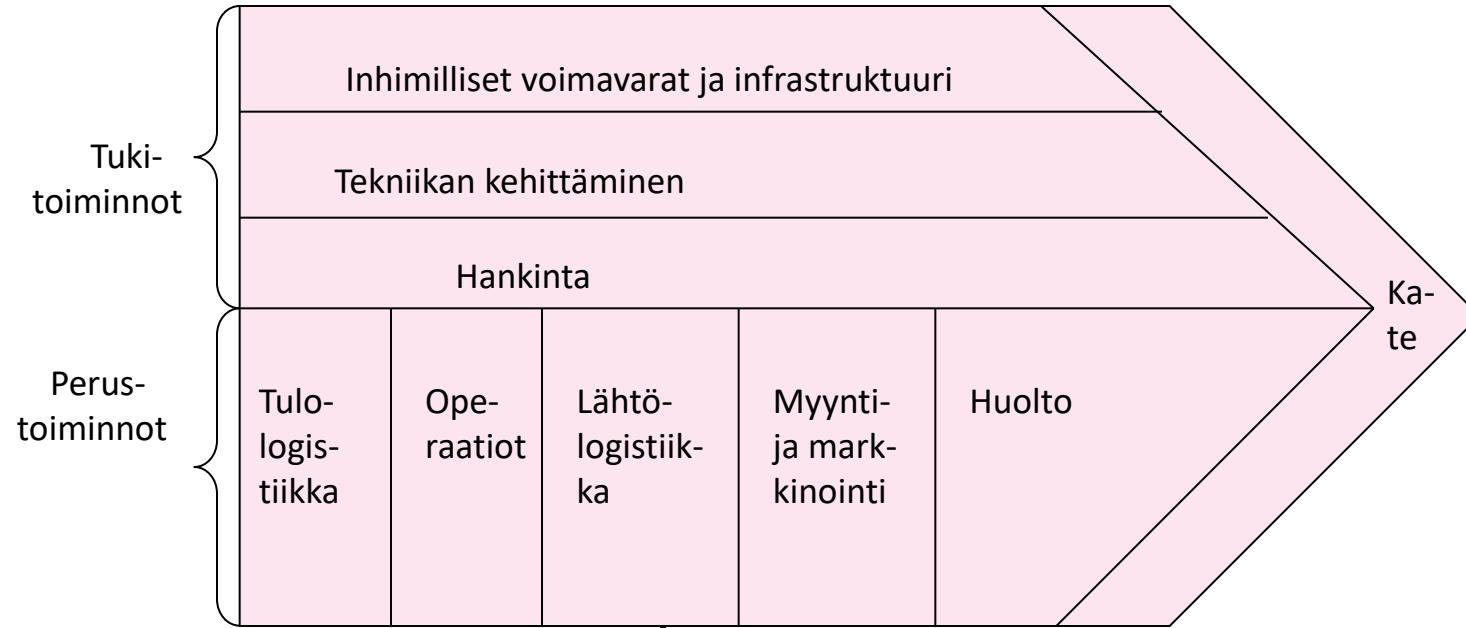 Inhimilliset voimavarat ja infrastruktuuri
Tuki-
toiminnot
Tekniikan kehittäminen
Hankinta
Ka-
te
Perus-
toiminnot
Tulo-
logis-
tiikka
Ope-
raatiot
Lähtö-
logistiik-
ka
Myynti-
ja mark-
kinointi
Huolto